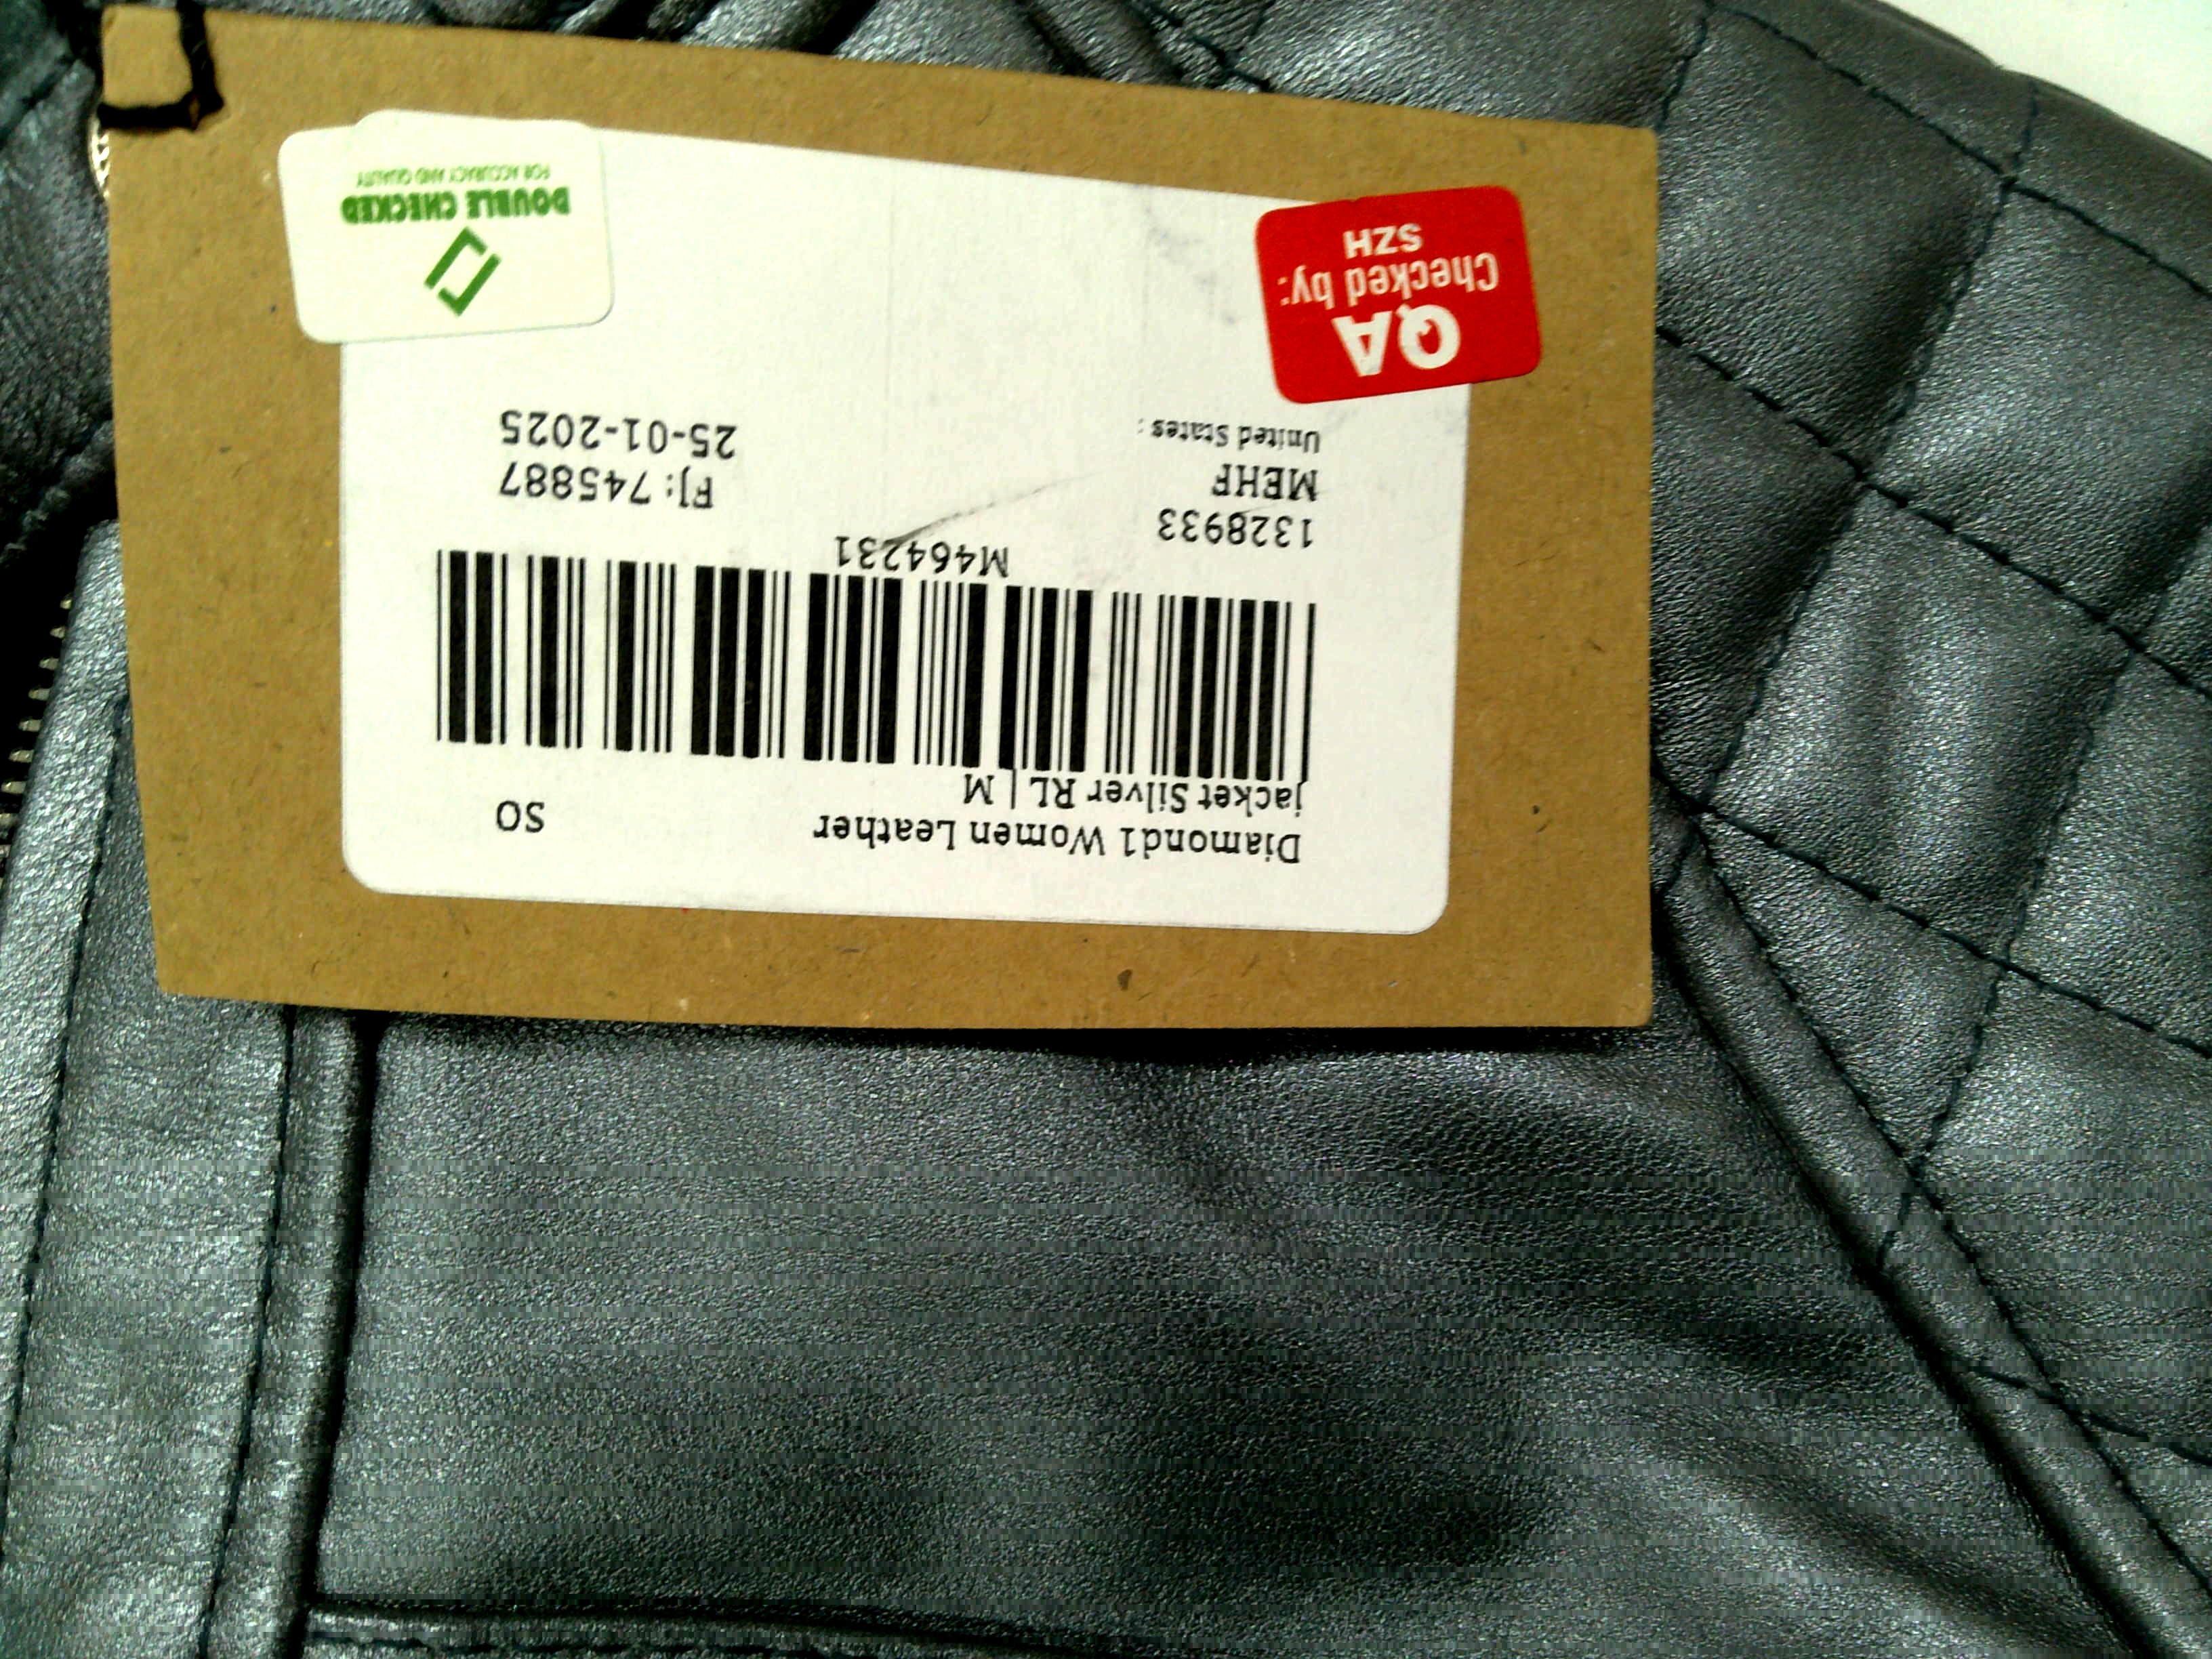 Diamond1 Women Leather
jacket Silver RL | M
SO
M464231
1328933
MEHF
United States :
FJ: 745887
25-01-2025
QA
Checked by:
SZH
DOUBLE CHECKED
FOR ACCURACY AND QUALITY